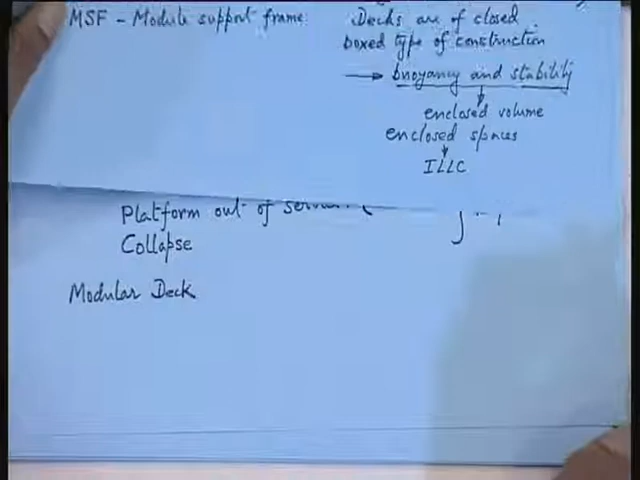 MSF - Module support frame
Decks are of closed
boxed type of construction
→ buoyancy and stability
enclosed volume
enclosed spaces
ILLC
Platform out of
Collapse
Modular Deck